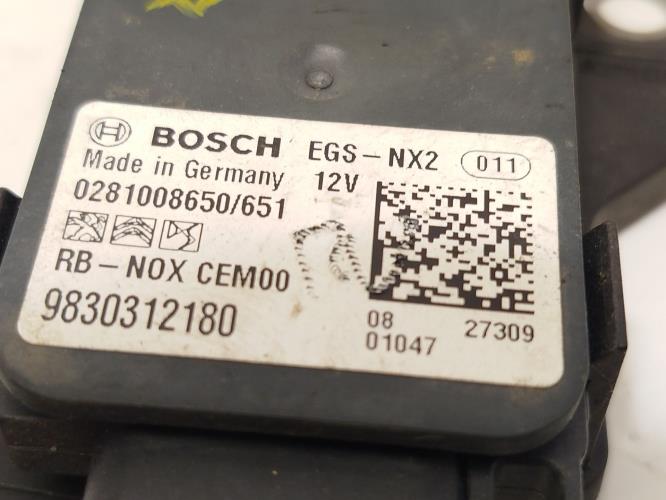 BOSCH EGS-NX2 011
Made in Germany 12V
0281008650/651
RB-NOX CEM00
9830312180
08 27309
01047